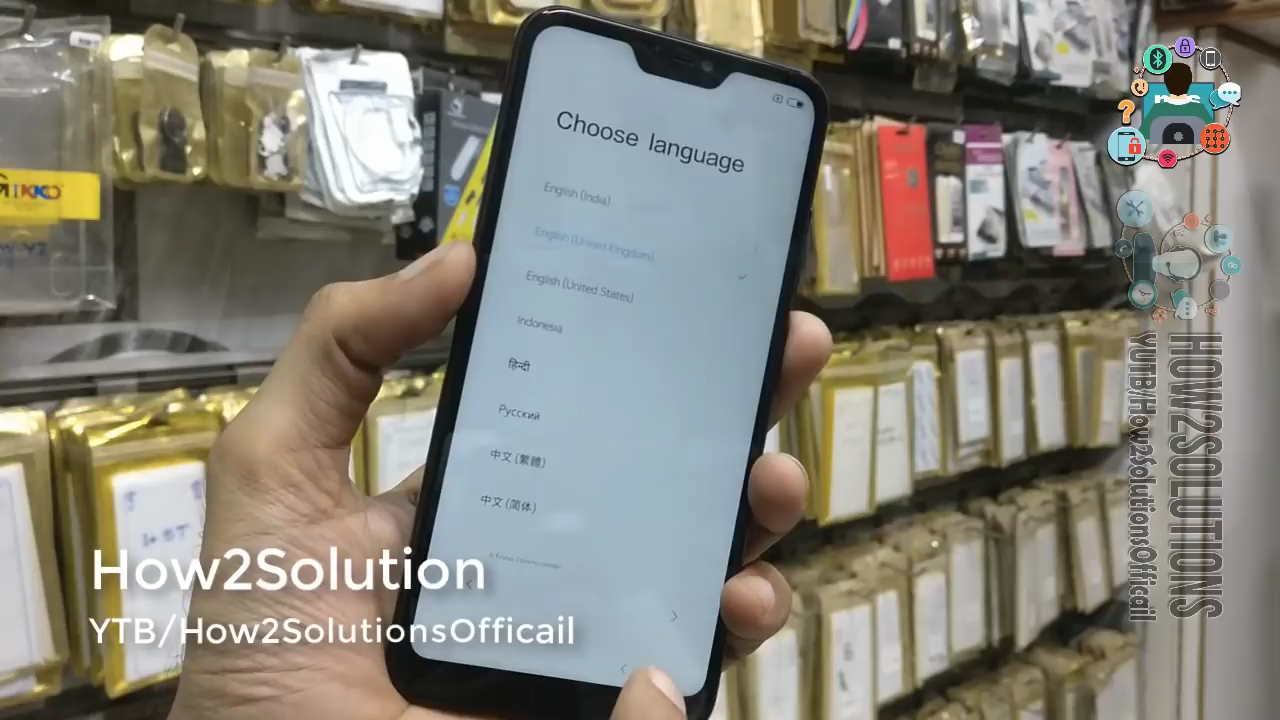 Choose language
English (India)
English (United Kingdom)
English (United States)
Indonesia
हिन्दी
Русский
中文 (繁體)
中文 (简体)
How2Solution
YTB/How2SolutionsOfficail
HOW2SOLUTIONS
YUTB/How2SolutionsOfficail